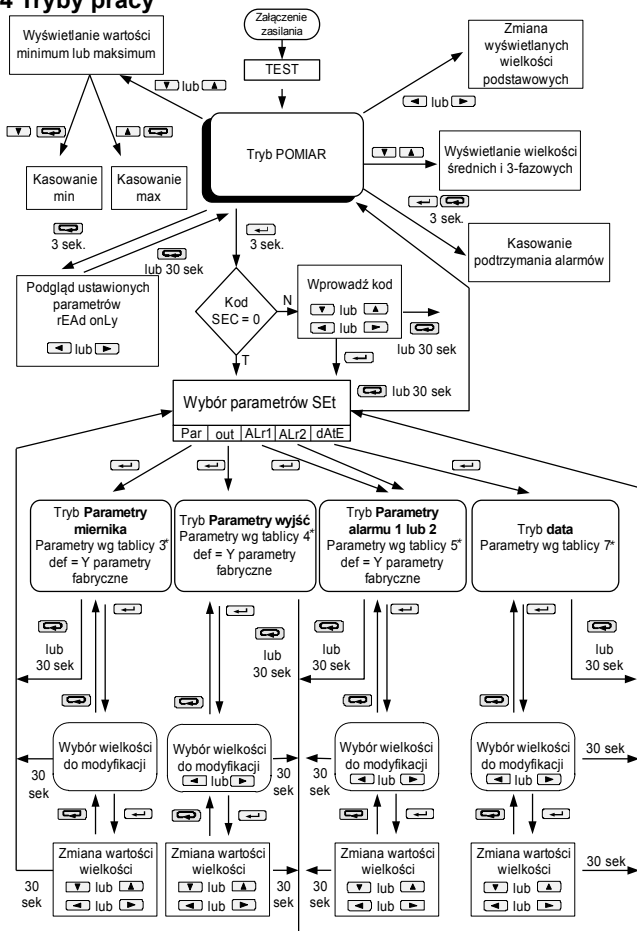 4 Tryby pracy
Załączenie
zasilania
TEST
Wyświetlanie wartości
minimum lub maksimum
lub
Zmiana
wyświetlanych
wielkości
podstawowych
lub
Tryb POMIAR
Wyświetlanie wielkości
średnich i 3-fazowych
Kasowanie
min
Kasowanie
max
3 sek.
Kasowanie
podtrzymania alarmów
3 sek.
3 sek.
lub 30 sek
Podgląd ustawionych
parametrów
rEAd onLy
lub
Kod
SEC = 0
N
T
Wprowadź kod
lub
lub
lub 30 sek
lub 30 sek
Wybór parametrów SEt
Par out ALr1 ALr2 dAtE
Tryb Parametry
miernika
Parametry wg tablicy 3*
def = Y parametry
fabryczne
Tryb Parametry wyjść
Parametry wg tablicy 4*
def = Y parametry
fabryczne
Tryb Parametry
alarmu 1 lub 2
Parametry wg tablicy 5*
def = Y parametry
fabryczne
Tryb data
Parametry wg tablicy 7*
lub
30 sek
lub
30 sek
lub
30 sek
lub
30 sek
Wybór wielkości
do modyfikacji
Wybór wielkości
do modyfikacji
lub
Wybór wielkości
do modyfikacji
lub
Wybór wielkości
do modyfikacji
lub
30
sek
30
sek
30
sek
30 sek
Zmiana wartości
wielkości
lub
lub
Zmiana wartości
wielkości
lub
lub
Zmiana wartości
wielkości
lub
lub
Zmiana wartości
wielkości
lub
lub
30
sek
30
sek
30
sek
30 sek